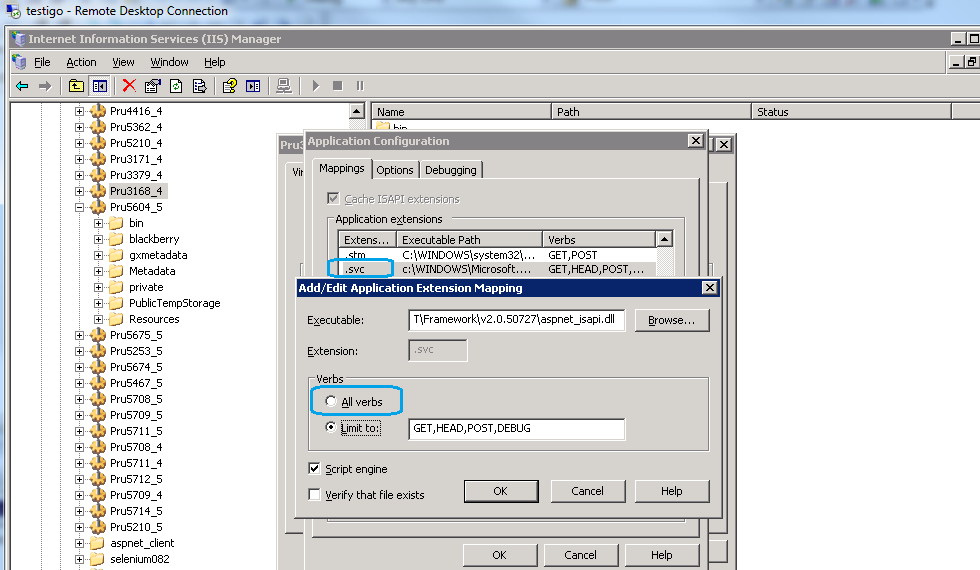 testigo - Remote Desktop Connection
Internet Information Services (IIS) Manager
File Action View Window Help
Name Path Status
bin
Pru4416_4
Pru5362_4
Pru5210_4
Pru3171_4
Pru3379_4
Pru3168_4
Pru5604_5
bin
blackberry
gxmetadata
Metadata
private
PublicTempStorage
Resources
Pru5675_5
Pru5253_5
Pru5674_5
Pru5467_5
Pru5708_5
Pru5709_5
Pru5711_5
Pru5708_4
Pru5711_4
Pru5712_5
Pru5709_4
Pru5714_5
Pru5210_5
aspnet_client
selenium082
Application Configuration
Mappings Options Debugging
Cache ISAPI extensions
Application extensions
Extens... Executable Path Verbs
.stm C:\WINDOWS\system32\... GET,POST
.svc c:\WINDOWS\Microsoft.... GET,HEAD,POST,...
Add/Edit Application Extension Mapping
Executable: T\Framework\v2.0.50727\aspnet_isapi.dll Browse...
Extension: .svc
Verbs
All verbs
Limit to: GET,HEAD,POST,DEBUG
Script engine
Verify that file exists
OK Cancel Help
OK Cancel Help